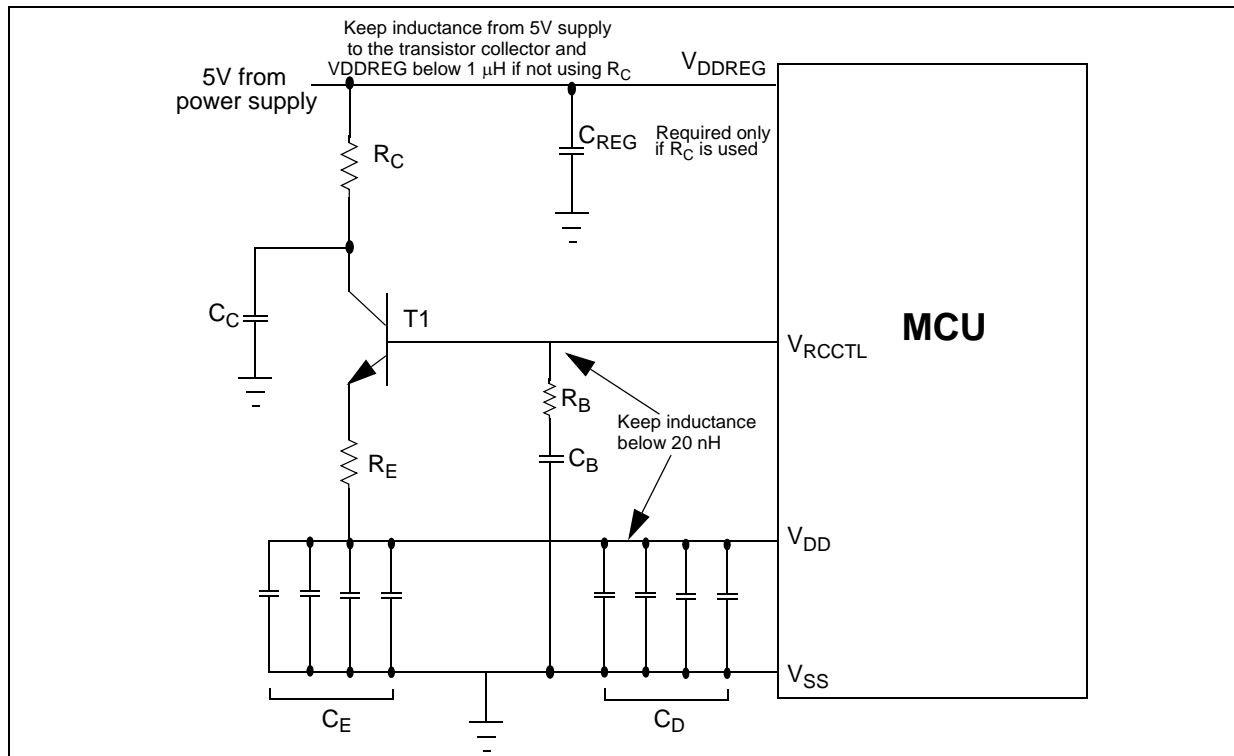 Keep inductance from 5V supply
to the transistor collector and
VDDREG below 1 μH if not using RC
5V from
power supply
VDDREG
RC
CREG
Required only
if RC is used
CC
T1
VRCCTL
MCU
RB
Keep inductance
below 20 nH
CB
RE
VDD
VSS
CE
CD